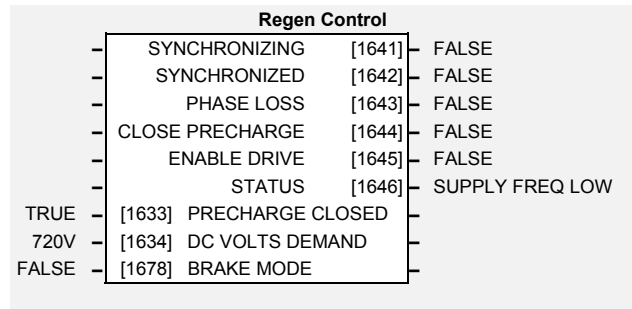 Regen Control
SYNCHRONIZING [1641] FALSE
SYNCHRONIZED [1642] FALSE
PHASE LOSS [1643] FALSE
CLOSE PRECHARGE [1644] FALSE
ENABLE DRIVE [1645] FALSE
STATUS [1646] SUPPLY FREQ LOW
TRUE [1633] PRECHARGE CLOSED
720V [1634] DC VOLTS DEMAND
FALSE [1678] BRAKE MODE